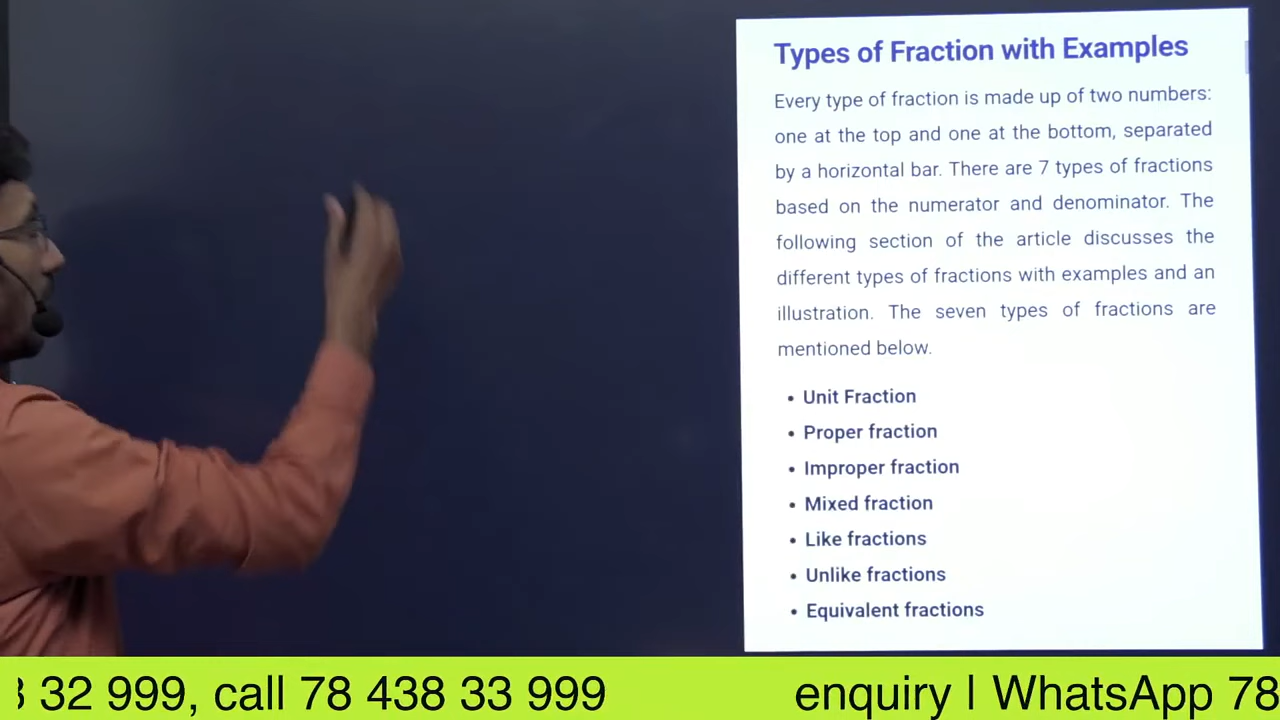 Types of Fraction with Examples
Every type of fraction is made up of two numbers:
one at the top and one at the bottom, separated
by a horizontal bar. There are 7 types of fractions
based on the numerator and denominator. The
following section of the article discusses the
different types of fractions with examples and an
illustration. The seven types of fractions are
mentioned below.
• Unit Fraction
• Proper fraction
• Improper fraction
• Mixed fraction
• Like fractions
• Unlike fractions
• Equivalent fractions
32 999, call 78 438 33 999
enquiry | WhatsApp 78